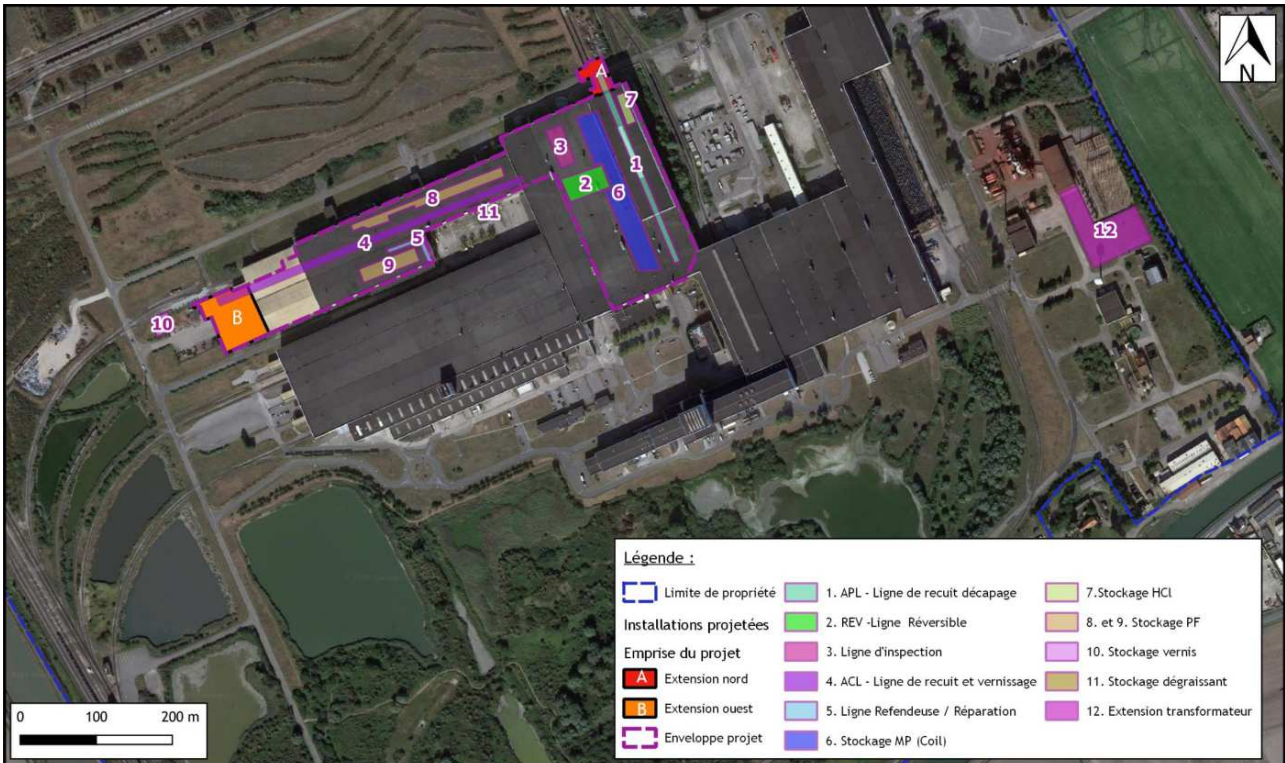 A
N
7
3
1
2
6
8
11
4
5
12
9
B
10
Légende :
Limite de propriété
Installations projetées
Emprise du projet
A Extension nord
B Extension ouest
Enveloppe projet
1. APL - Ligne de recuit décapage
2. REV -Ligne Réversible
3. Ligne d'inspection
4. ACL - Ligne de recuit et vernissage
5. Ligne Refendeuse / Réparation
6. Stockage MP (Coil)
7.Stockage HCl
8. et 9. Stockage PF
10. Stockage vernis
11. Stockage dégraissant
12. Extension transformateur
0 100 200 m